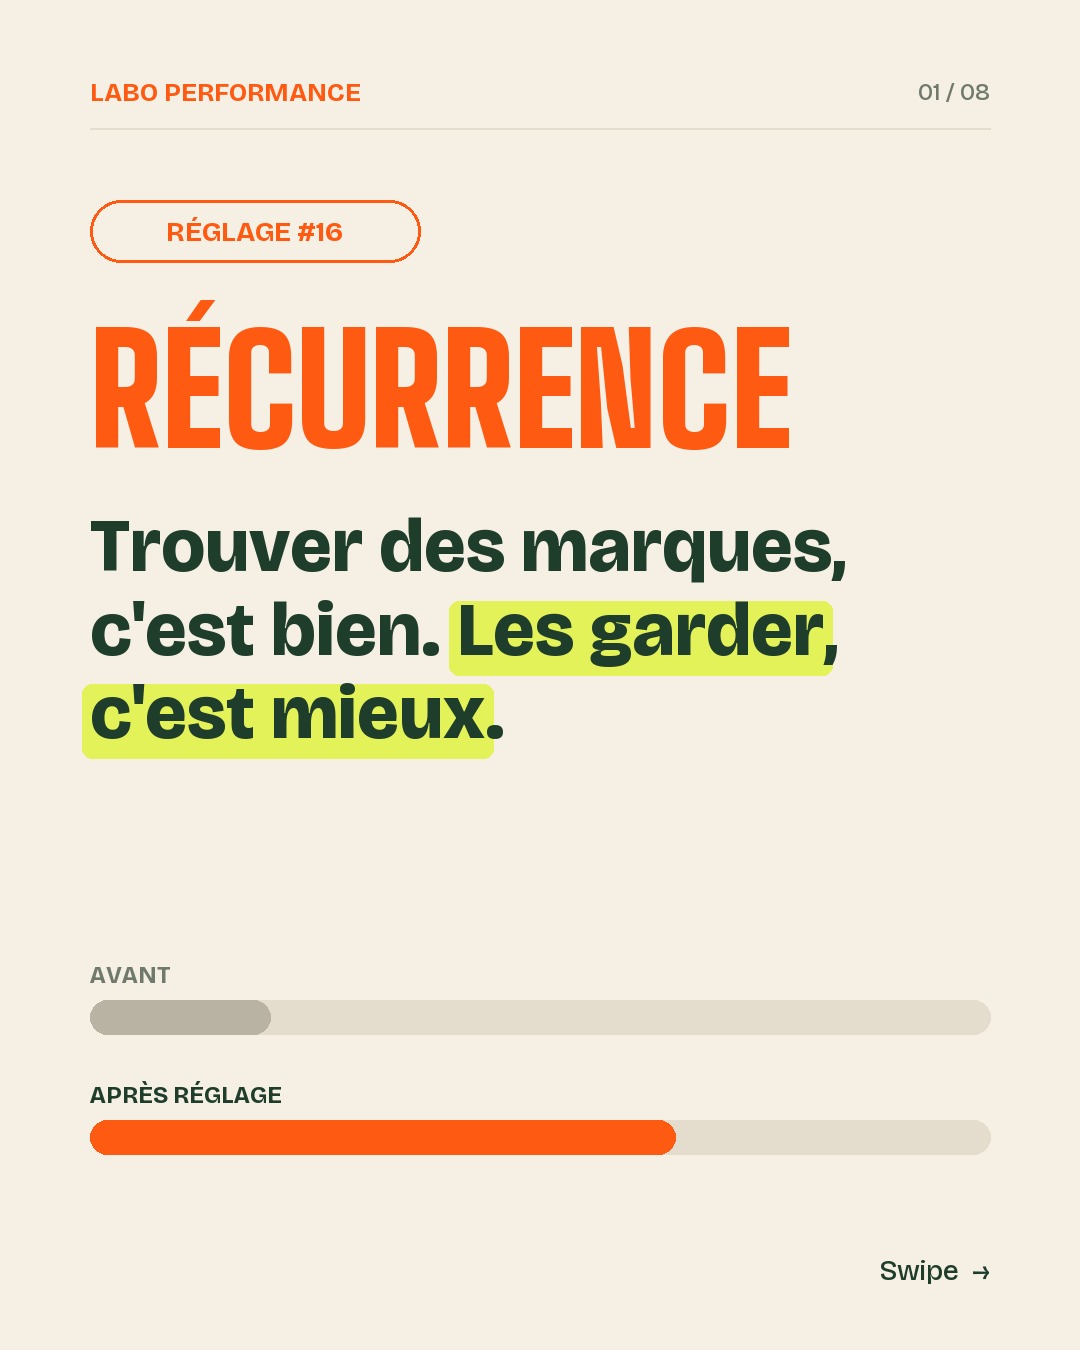 LABO PERFORMANCE
01 / 08
RÉGLAGE #16
RÉCURRENCE
Trouver des marques,
c'est bien. Les garder,
c'est mieux.
AVANT
APRÈS RÉGLAGE
Swipe →